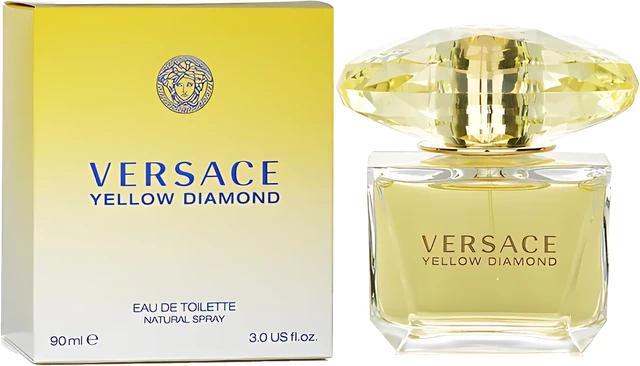 VERSACE
YELLOW DIAMOND
EAU DE TOILETTE
NATURAL SPRAY
90 ml ℮
3.0 US fl.oz.
VERSACE
YELLOW DIAMOND